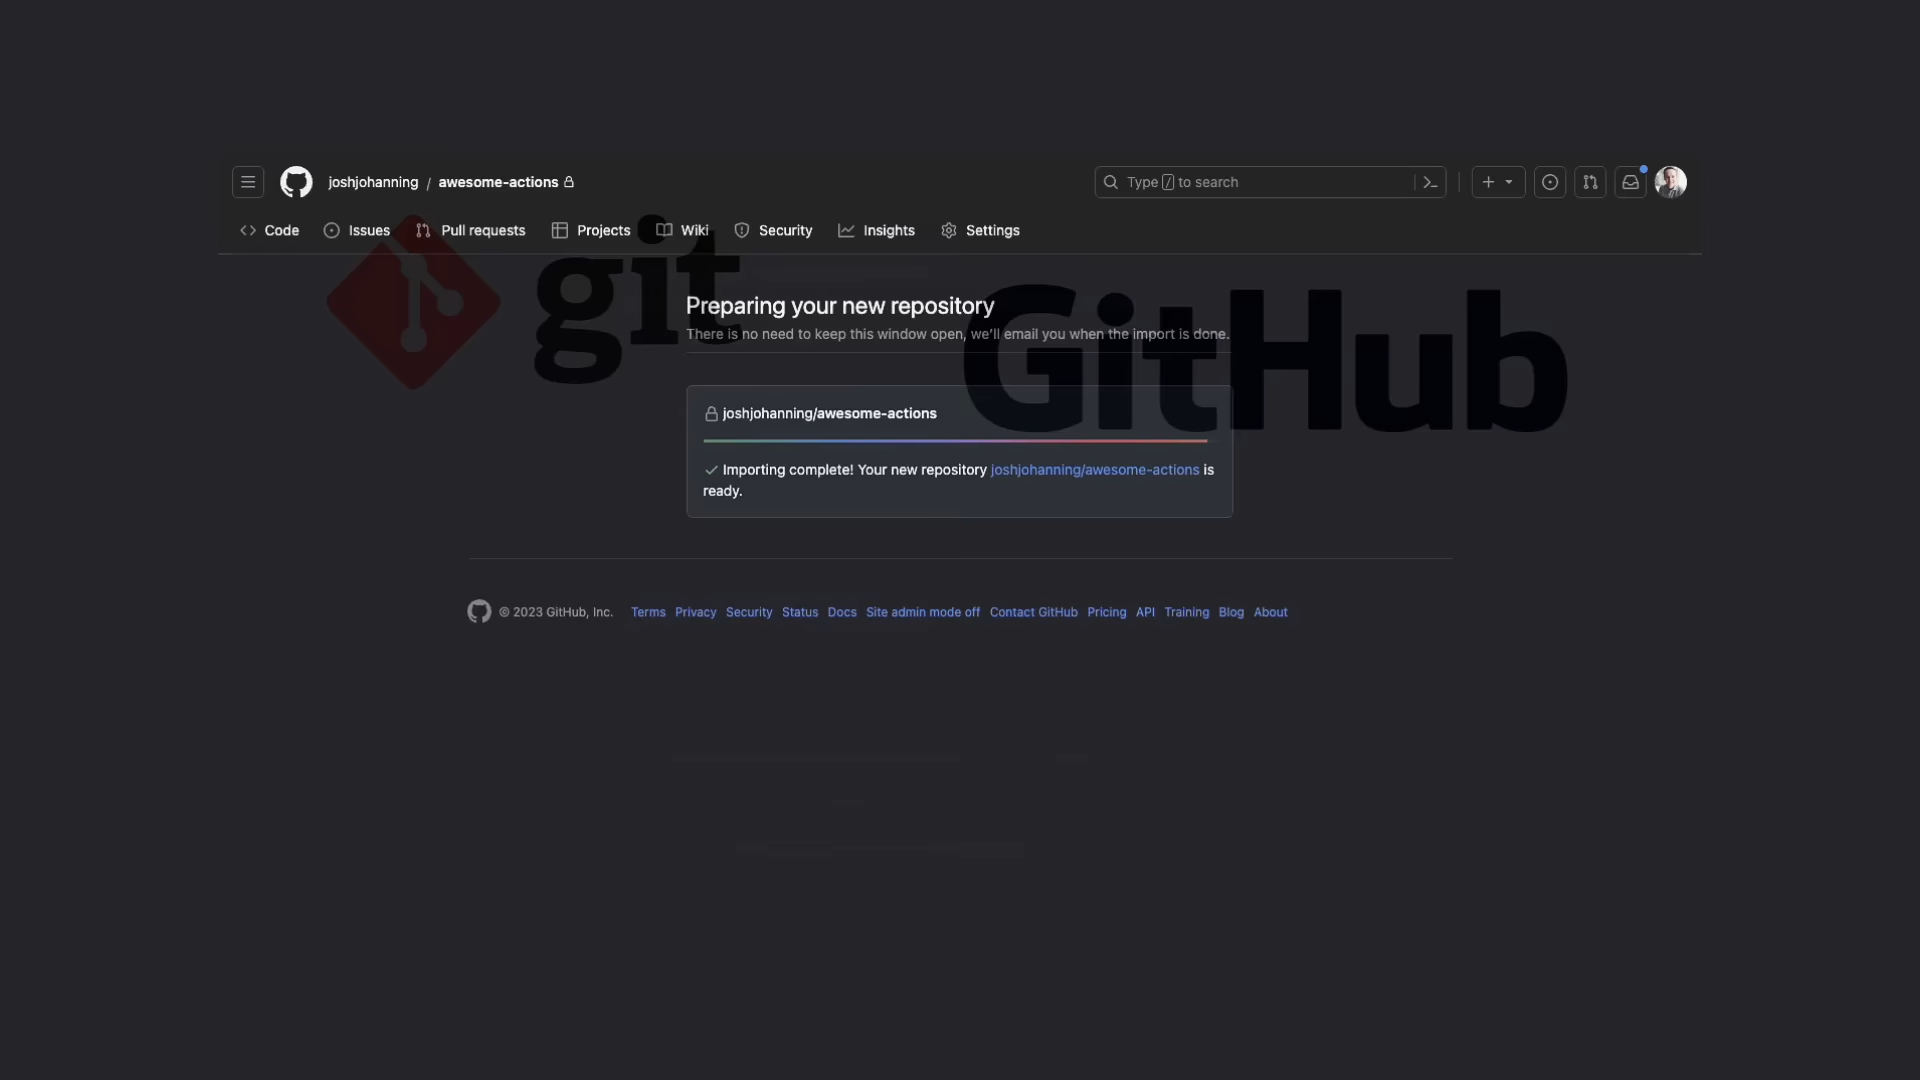 joshjohanning / awesome-actions
Type / to search
Code Issues Pull requests Projects Wiki Security Insights Settings
git
GitHub
Preparing your new repository
There is no need to keep this window open, we'll email you when the import is done.
joshjohanning/awesome-actions
Importing complete! Your new repository joshjohanning/awesome-actions is
ready.
© 2023 GitHub, Inc. Terms Privacy Security Status Docs Site admin mode off Contact GitHub Pricing API Training Blog About